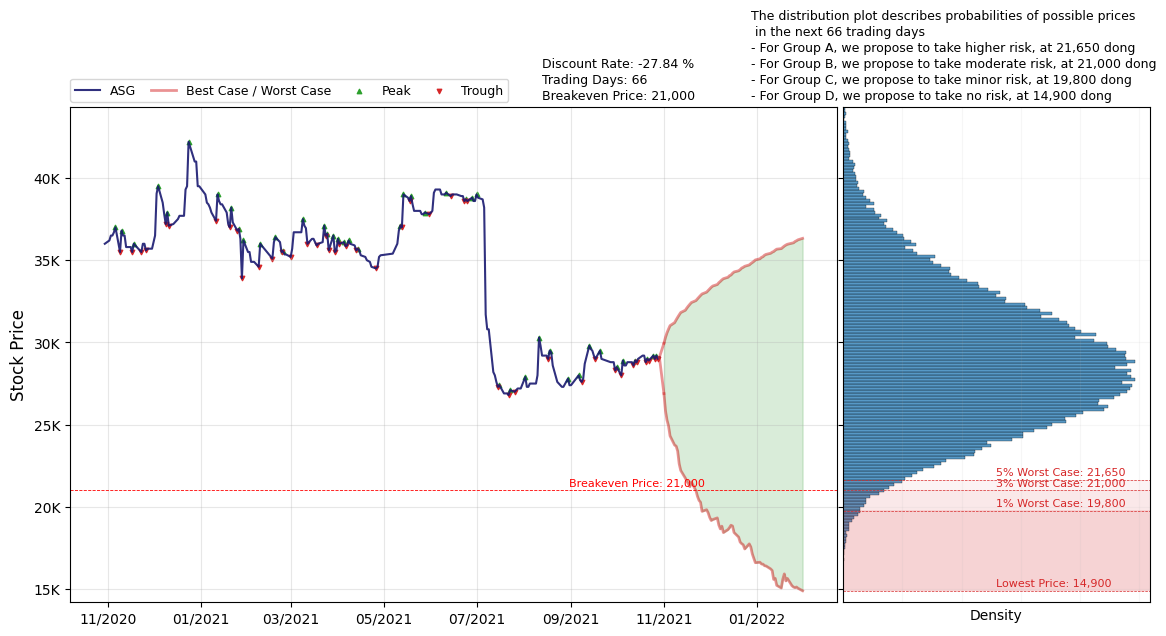 The distribution plot describes probabilities of possible prices
in the next 66 trading days
- For Group A, we propose to take higher risk, at 21,650 dong
- For Group B, we propose to take moderate risk, at 21,000 dong
- For Group C, we propose to take minor risk, at 19,800 dong
- For Group D, we propose to take no risk, at 14,900 dong
Discount Rate: -27.84 %
Trading Days: 66
Breakeven Price: 21,000
ASG
Best Case / Worst Case
Peak
Trough
Stock Price
40K
35K
30K
25K
20K
15K
Breakeven Price: 21,000
11/2020
01/2021
03/2021
05/2021
07/2021
09/2021
11/2021
01/2022
5% Worst Case: 21,650
3% Worst Case: 21,000
1% Worst Case: 19,800
Lowest Price: 14,900
Density